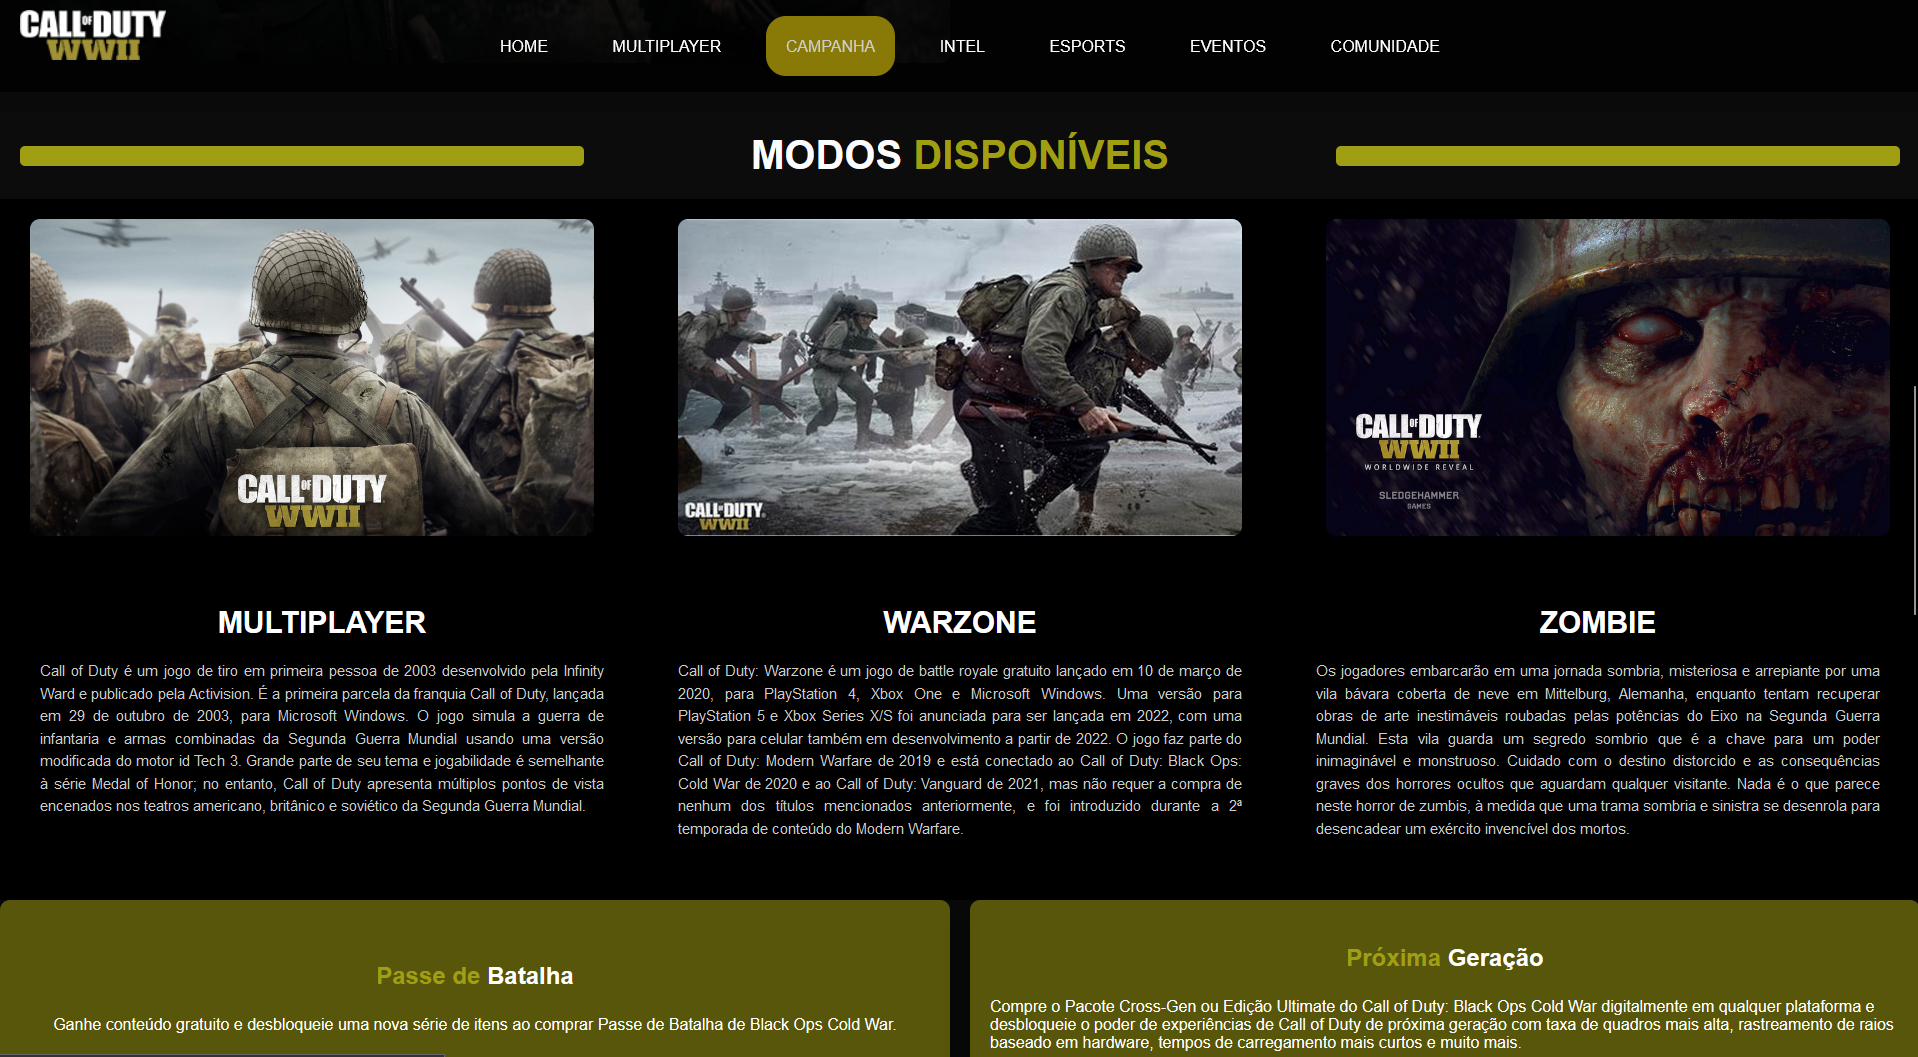 CALL OF DUTY
WWII
HOME MULTIPLAYER CAMPANHA INTEL ESPORTS EVENTOS COMUNIDADE
MODOS DISPONÍVEIS
CALL OF DUTY
WWII
CALL OF DUTY
WWII
CALL OF DUTY
WWII
WORLDWIDE REVEAL
SLEDGEHAMMER
GAMES
MULTIPLAYER
Call of Duty é um jogo de tiro em primeira pessoa de 2003 desenvolvido pela Infinity
Ward e publicado pela Activision. É a primeira parcela da franquia Call of Duty, lançada
em 29 de outubro de 2003, para Microsoft Windows. O jogo simula a guerra de
infantaria e armas combinadas da Segunda Guerra Mundial usando uma versão
modificada do motor id Tech 3. Grande parte de seu tema e jogabilidade é semelhante
à série Medal of Honor; no entanto, Call of Duty apresenta múltiplos pontos de vista
encenados nos teatros americano, britânico e soviético da Segunda Guerra Mundial.
WARZONE
Call of Duty: Warzone é um jogo de battle royale gratuito lançado em 10 de março de
2020, para PlayStation 4, Xbox One e Microsoft Windows. Uma versão para
PlayStation 5 e Xbox Series X/S foi anunciada para ser lançada em 2022, com uma
versão para celular também em desenvolvimento a partir de 2022. O jogo faz parte do
Call of Duty: Modern Warfare de 2019 e está conectado ao Call of Duty: Black Ops:
Cold War de 2020 e ao Call of Duty: Vanguard de 2021, mas não requer a compra de
nenhum dos títulos mencionados anteriormente, e foi introduzido durante a 2ª
temporada de conteúdo do Modern Warfare.
ZOMBIE
Os jogadores embarcarão em uma jornada sombria, misteriosa e arrepiante por uma
vila bávara coberta de neve em Mittelburg, Alemanha, enquanto tentam recuperar
obras de arte inestimáveis roubadas pelas potências do Eixo na Segunda Guerra
Mundial. Esta vila guarda um segredo sombrio que é a chave para um poder
inimaginável e monstruoso. Cuidado com o destino distorcido e as consequências
graves dos horrores ocultos que aguardam qualquer visitante. Nada é o que parece
neste horror de zumbis, à medida que uma trama sombria e sinistra se desenrola para
desencadear um exército invencível dos mortos.
Passe de Batalha
Ganhe conteúdo gratuito e desbloqueie uma nova série de itens ao comprar Passe de Batalha de Black Ops Cold War.
Próxima Geração
Compre o Pacote Cross-Gen ou Edição Ultimate do Call of Duty: Black Ops Cold War digitalmente em qualquer plataforma e
desbloqueie o poder de experiências de Call of Duty de próxima geração com taxa de quadros mais alta, rastreamento de raios
baseado em hardware, tempos de carregamento mais curtos e muito mais.